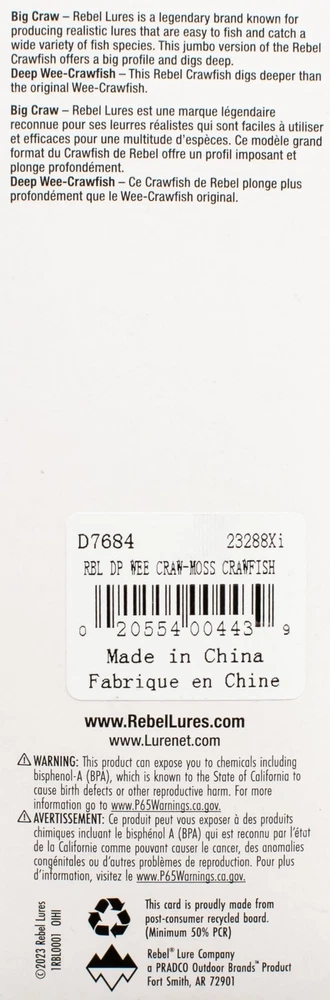 Big Craw – Rebel Lures is a legendary brand known for
producing realistic lures that are easy to fish and catch a
wide variety of fish species. This jumbo version of the Rebel
Crawfish offers a big profile and digs deep.
Deep Wee-Crawfish – This Rebel Crawfish digs deeper than
the original Wee-Crawfish.
Big Craw – Rebel Lures est une marque légendaire
reconnue pour ses leurres réalistes qui sont faciles à utiliser
et efficaces pour une multitude d'espèces. Ce modèle grand
format du Crawfish de Rebel offre un profil imposant et
plonge profondément.
Deep Wee-Crawfish – Ce Crawfish de Rebel plonge plus
profondément que le Wee-Crawfish original.
D7684 23288Xi
RBL DP WEE CRAW-MOSS CRAWFISH
0 20554 00443 9
Made in China
Fabrique en Chine
www.RebelLures.com
www.Lurenet.com
⚠WARNING: This product can expose you to chemicals including
bisphenol-A (BPA), which is known to the State of California to
cause birth defects or other reproductive harm. For more
information go to www.P65Warnings.ca.gov.
⚠AVERTISSEMENT: Ce produit peut vous exposer à des produits
chimiques incluant le bisphénol A (BPA) qui est reconnu par l'état
de la Californie comme pouvant causer le cancer, des anomalies
congénitales ou d'autres problèmes de reproduction. Pour plus
d'information, visitez le www.P65Warnings.ca.gov.
©2023 Rebel Lures
1RBL0001 OIHI
This card is proudly made from
post-consumer recycled board.
(Minimum 50% PCR)
Rebel® Lure Company
a PRADCO Outdoor Brands™ Product
Fort Smith, AR 72901